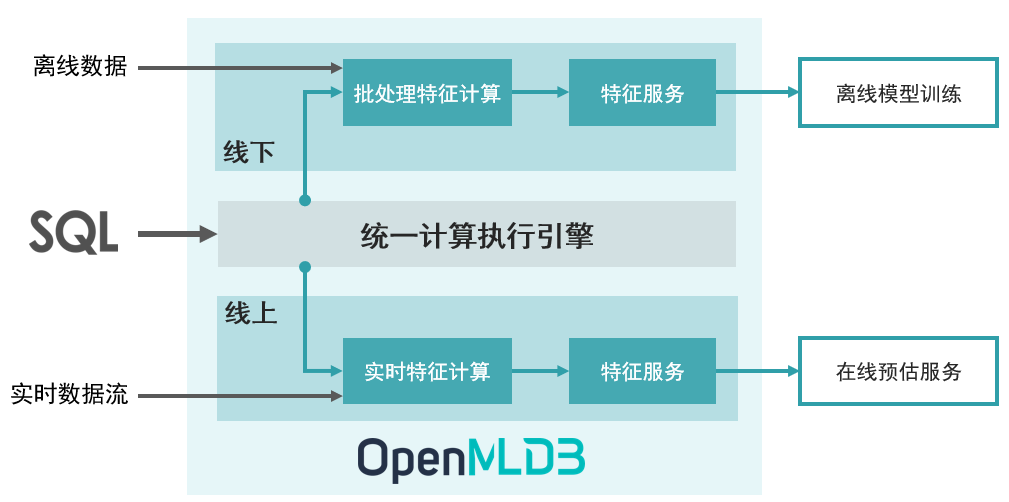 离线数据
批处理特征计算
特征服务
离线模型训练
线下
SQL
统一计算执行引擎
线上
实时特征计算
特征服务
在线预估服务
实时数据流
OpenMLDB